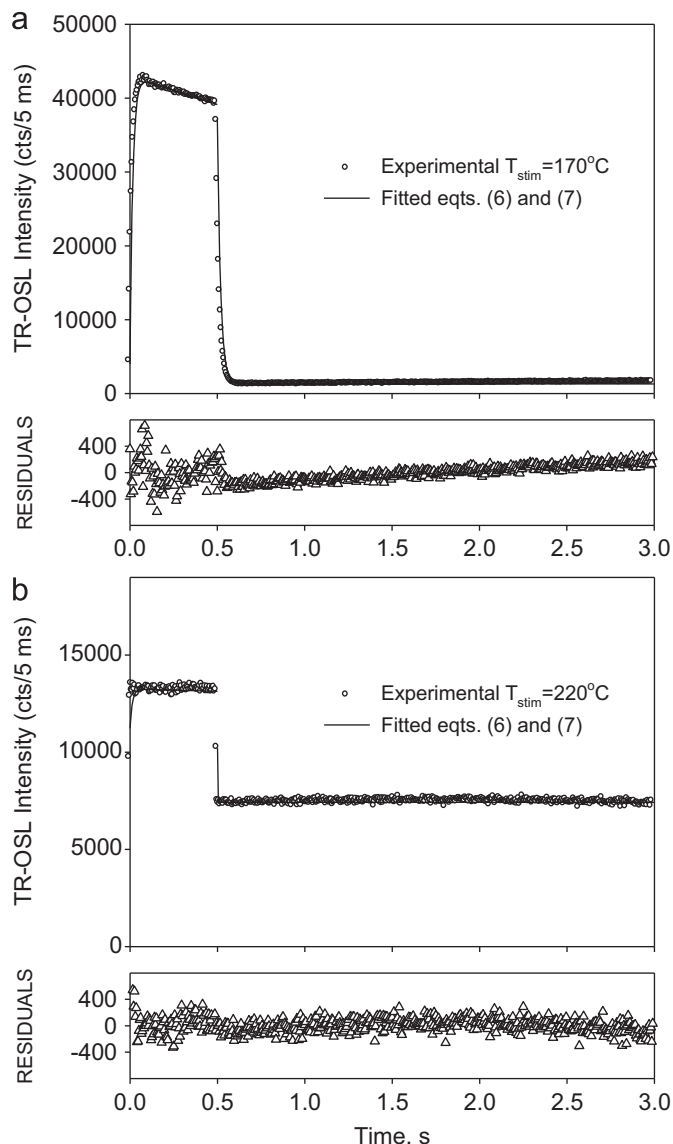 a
50000
40000
30000
20000
10000
0
TR-OSL Intensity (cts/5 ms)
Experimental T_stim=170°C
Fitted eqts. (6) and (7)
400
0
-400
RESIDUALS
0.0 0.5 1.0 1.5 2.0 2.5 3.0
b
15000
10000
5000
0
TR-OSL Intensity (cts/5 ms)
Experimental T_stim=220°C
Fitted eqts. (6) and (7)
400
0
-400
RESIDUALS
0.0 0.5 1.0 1.5 2.0 2.5 3.0
Time, s